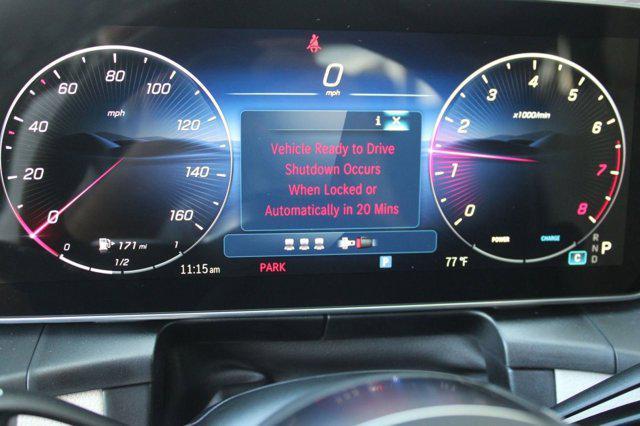 0
mph
i ✕
Vehicle Ready to Drive
Shutdown Occurs
When Locked or
Automatically in 20 Mins
0
20
40
60
80
100
120
140
160
mph
0
1/2
1
171 mi
11:15 am
PARK
P
77 °F
0
1
2
3
4
5
6
7
8
x1000/min
POWER
CHARGE
C
R
N
D
P